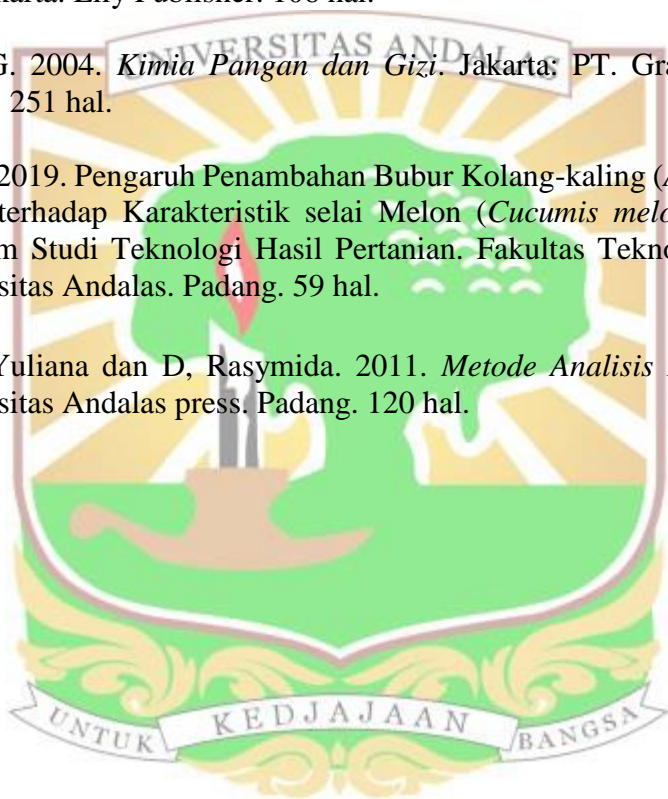 Publisher. 108 hal.
G. 2004. Kimia Pangan dan Gizi. Jakarta: PT. Gra
251 hal.
2019. Pengaruh Penambahan Bubur Kolang-kaling (
terhadap Karakteristik selai Melon (Cucumis melo
m Studi Teknologi Hasil Pertanian. Fakultas Tekno
sitas Andalas. Padang. 59 hal.
Yuliana dan D, Rasymida. 2011. Metode Analisis
sitas Andalas press. Padang. 120 hal.
UNIVERSITAS ANDALAS
UNTUK KEDJAJAAN BANGSA